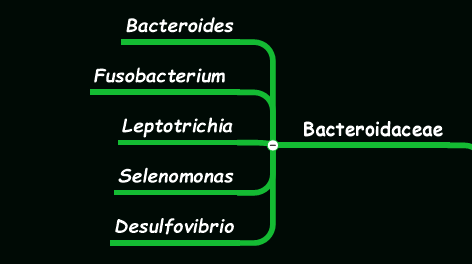 Bacteroides
Fusobacterium
Leptotrichia
Bacteroidaceae
Selenomonas
Desulfovibrio